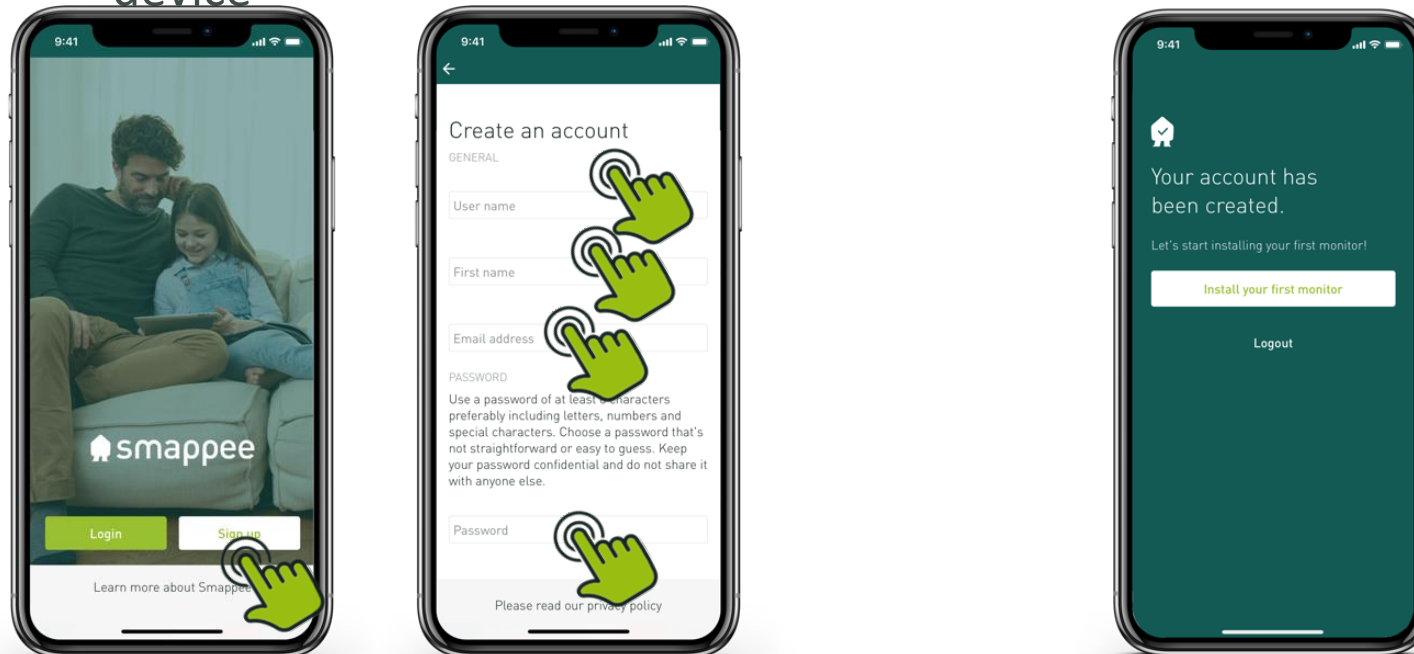 device
9:41
smappee
Login
Sign up
Learn more about Smappee
9:41
Create an account
GENERAL
User name
First name
Email address
PASSWORD
Use a password of at least characters
preferably including letters, numbers and
special characters. Choose a password that's
not straightforward or easy to guess. Keep
your password confidential and do not share it
with anyone else.
Password
Please read our privacy policy
9:41
Your account has
been created.
Let's start installing your first monitor!
Install your first monitor
Logout